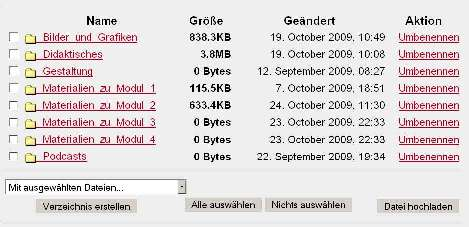 Name Größe Geändert Aktion
Bilder_und_Grafiken 838.3KB 19. October 2009, 10:49 Umbenennen
Didaktisches 3.8MB 19. October 2009, 10:08 Umbenennen
Gestaltung 0 Bytes 12. September 2009, 08:27 Umbenennen
Materialien_zu_Modul_1 115.5KB 7. October 2009, 18:51 Umbenennen
Materialien_zu_Modul_2 633.4KB 24. October 2009, 11:30 Umbenennen
Materialien_zu_Modul_3 0 Bytes 23. October 2009, 22:33 Umbenennen
Materialien_zu_Modul_4 0 Bytes 23. October 2009, 22:33 Umbenennen
Podcasts 0 Bytes 22. September 2009, 19:34 Umbenennen
Mit ausgewählten Dateien...
Verzeichnis erstellen Alle auswählen Nichts auswählen Datei hochladen